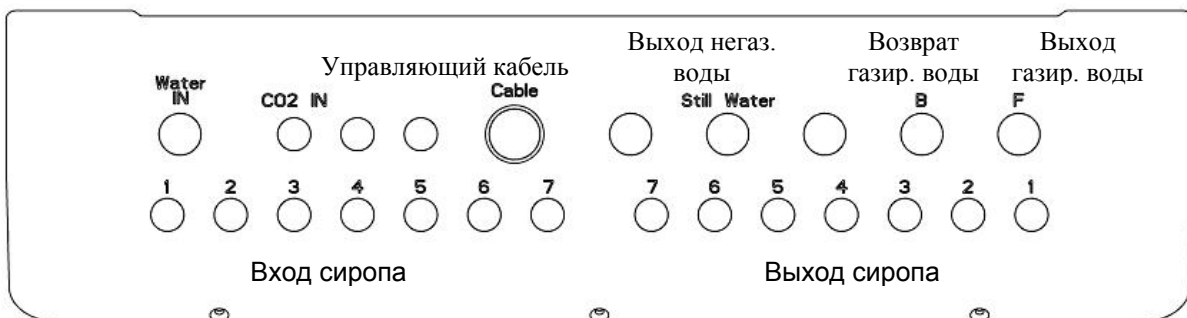 Выход негаз.
воды
Возврат
газир. воды
Выход
газир. воды
Управляющий кабель
Water
IN
CO2 IN
Cable
Still Water
B
F
1 2 3 4 5 6 7
7 6 5 4 3 2 1
Вход сиропа
Выход сиропа